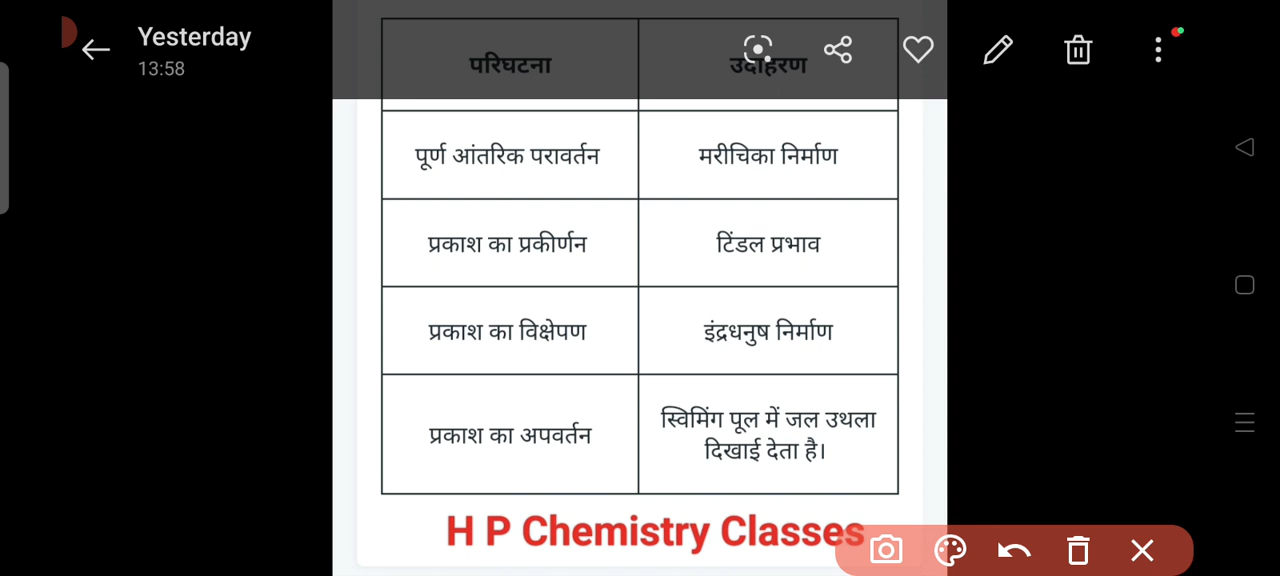 Yesterday
13:58
परिघटना
उदाहरण
पूर्ण आंतरिक परावर्तन
मरीचिका निर्माण
प्रकाश का प्रकीर्णन
टिंडल प्रभाव
प्रकाश का विक्षेपण
इंद्रधनुष निर्माण
प्रकाश का अपवर्तन
स्विमिंग पूल में जल उथला
दिखाई देता है।
H P Chemistry Classes